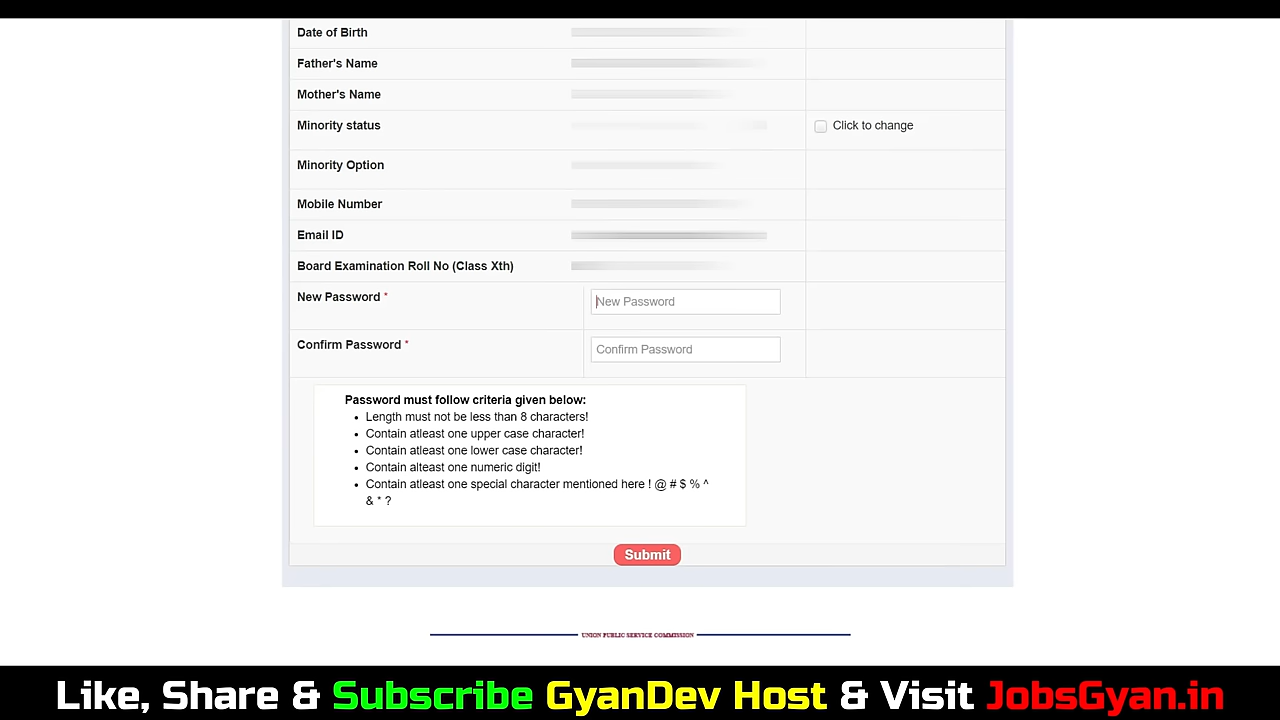 Date of Birth
Father's Name
Mother's Name
Minority status
Click to change
Minority Option
Mobile Number
Email ID
Board Examination Roll No (Class Xth)
New Password *
New Password
Confirm Password *
Confirm Password
Password must follow criteria given below:
• Length must not be less than 8 characters!
• Contain atleast one upper case character!
• Contain atleast one lower case character!
• Contain alteast one numeric digit!
• Contain atleast one special character mentioned here ! @ # $ % ^
& * ?
Submit
UNION PUBLIC SERVICE COMMISSION
Like, Share & Subscribe GyanDev Host & Visit JobsGyan.in